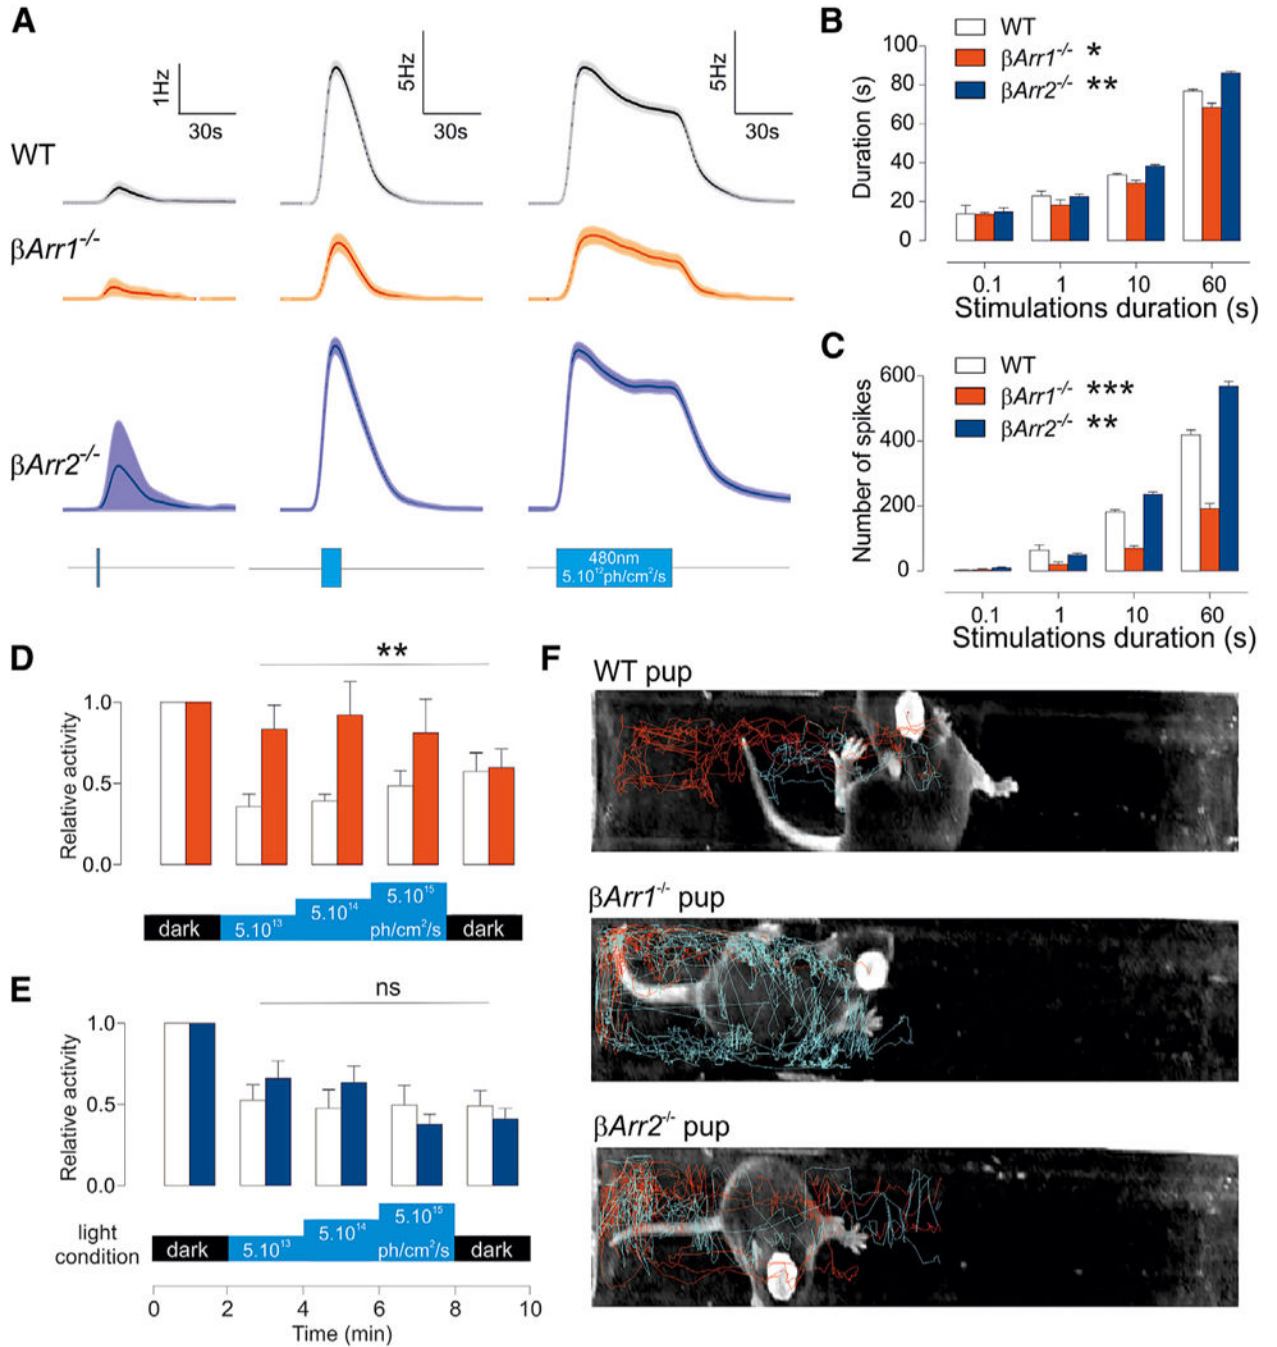 A
1Hz
30s
5Hz
30s
5Hz
30s
WT
βArr1-/-
βArr2-/-
480nm
5.10¹²ph/cm²/s
B
WT
βArr1-/- *
βArr2-/- **
Duration (s)
100
80
60
40
20
0
0.1 1 10 60
Stimulations duration (s)
C
WT
βArr1-/- ***
βArr2-/- **
Number of spikes
600
400
200
0
0.1 1 10 60
Stimulations duration (s)
D
**
Relative activity
1.0
0.5
0.0
dark 5.10¹³ 5.10¹⁴ 5.10¹⁵ ph/cm²/s dark
E
ns
Relative activity
1.0
0.5
0.0
light condition
dark 5.10¹³ 5.10¹⁴ 5.10¹⁵ ph/cm²/s dark
0 2 4 6 8 10
Time (min)
F
WT pup
βArr1-/- pup
βArr2-/- pup